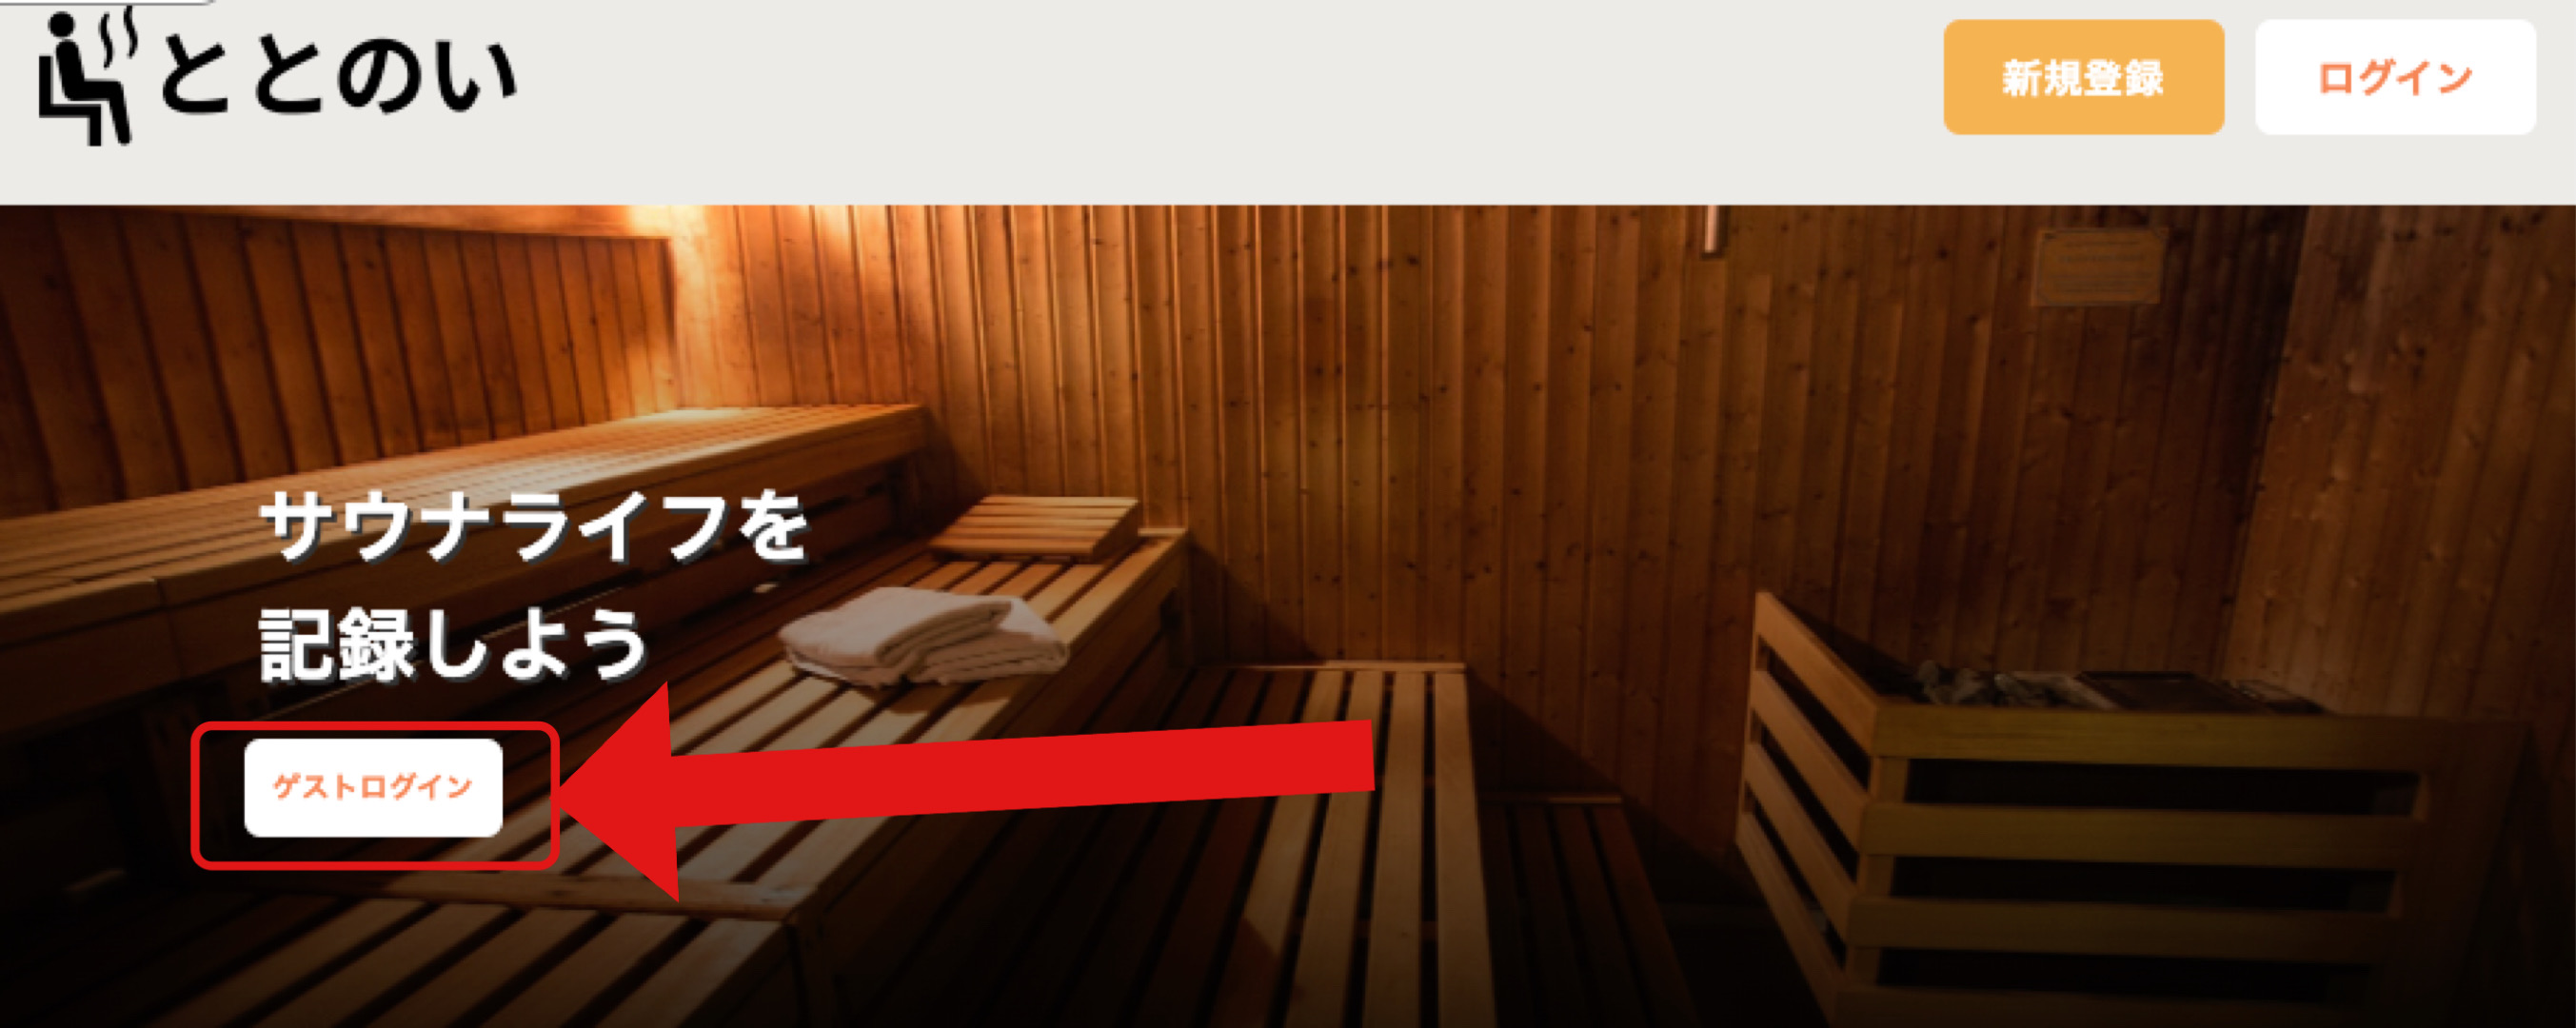 ととのい
新規登録
ログイン
サウナライフを
記録しよう
ゲストログイン